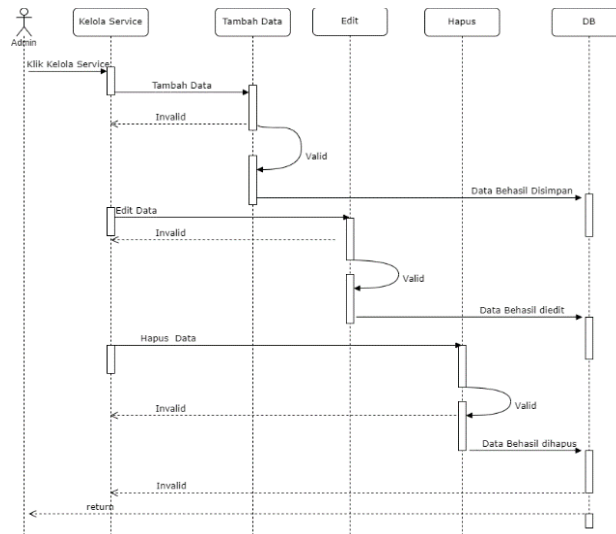 Kelola Service
Tambah Data
Edit
Hapus
DB
Admin
Klik Kelola Service
Tambah Data
Invalid
Valid
Data Behasil Disimpan
Edit Data
Invalid
Valid
Data Behasil diedit
Hapus Data
Valid
Invalid
Data Behasil dihapus
Invalid
return